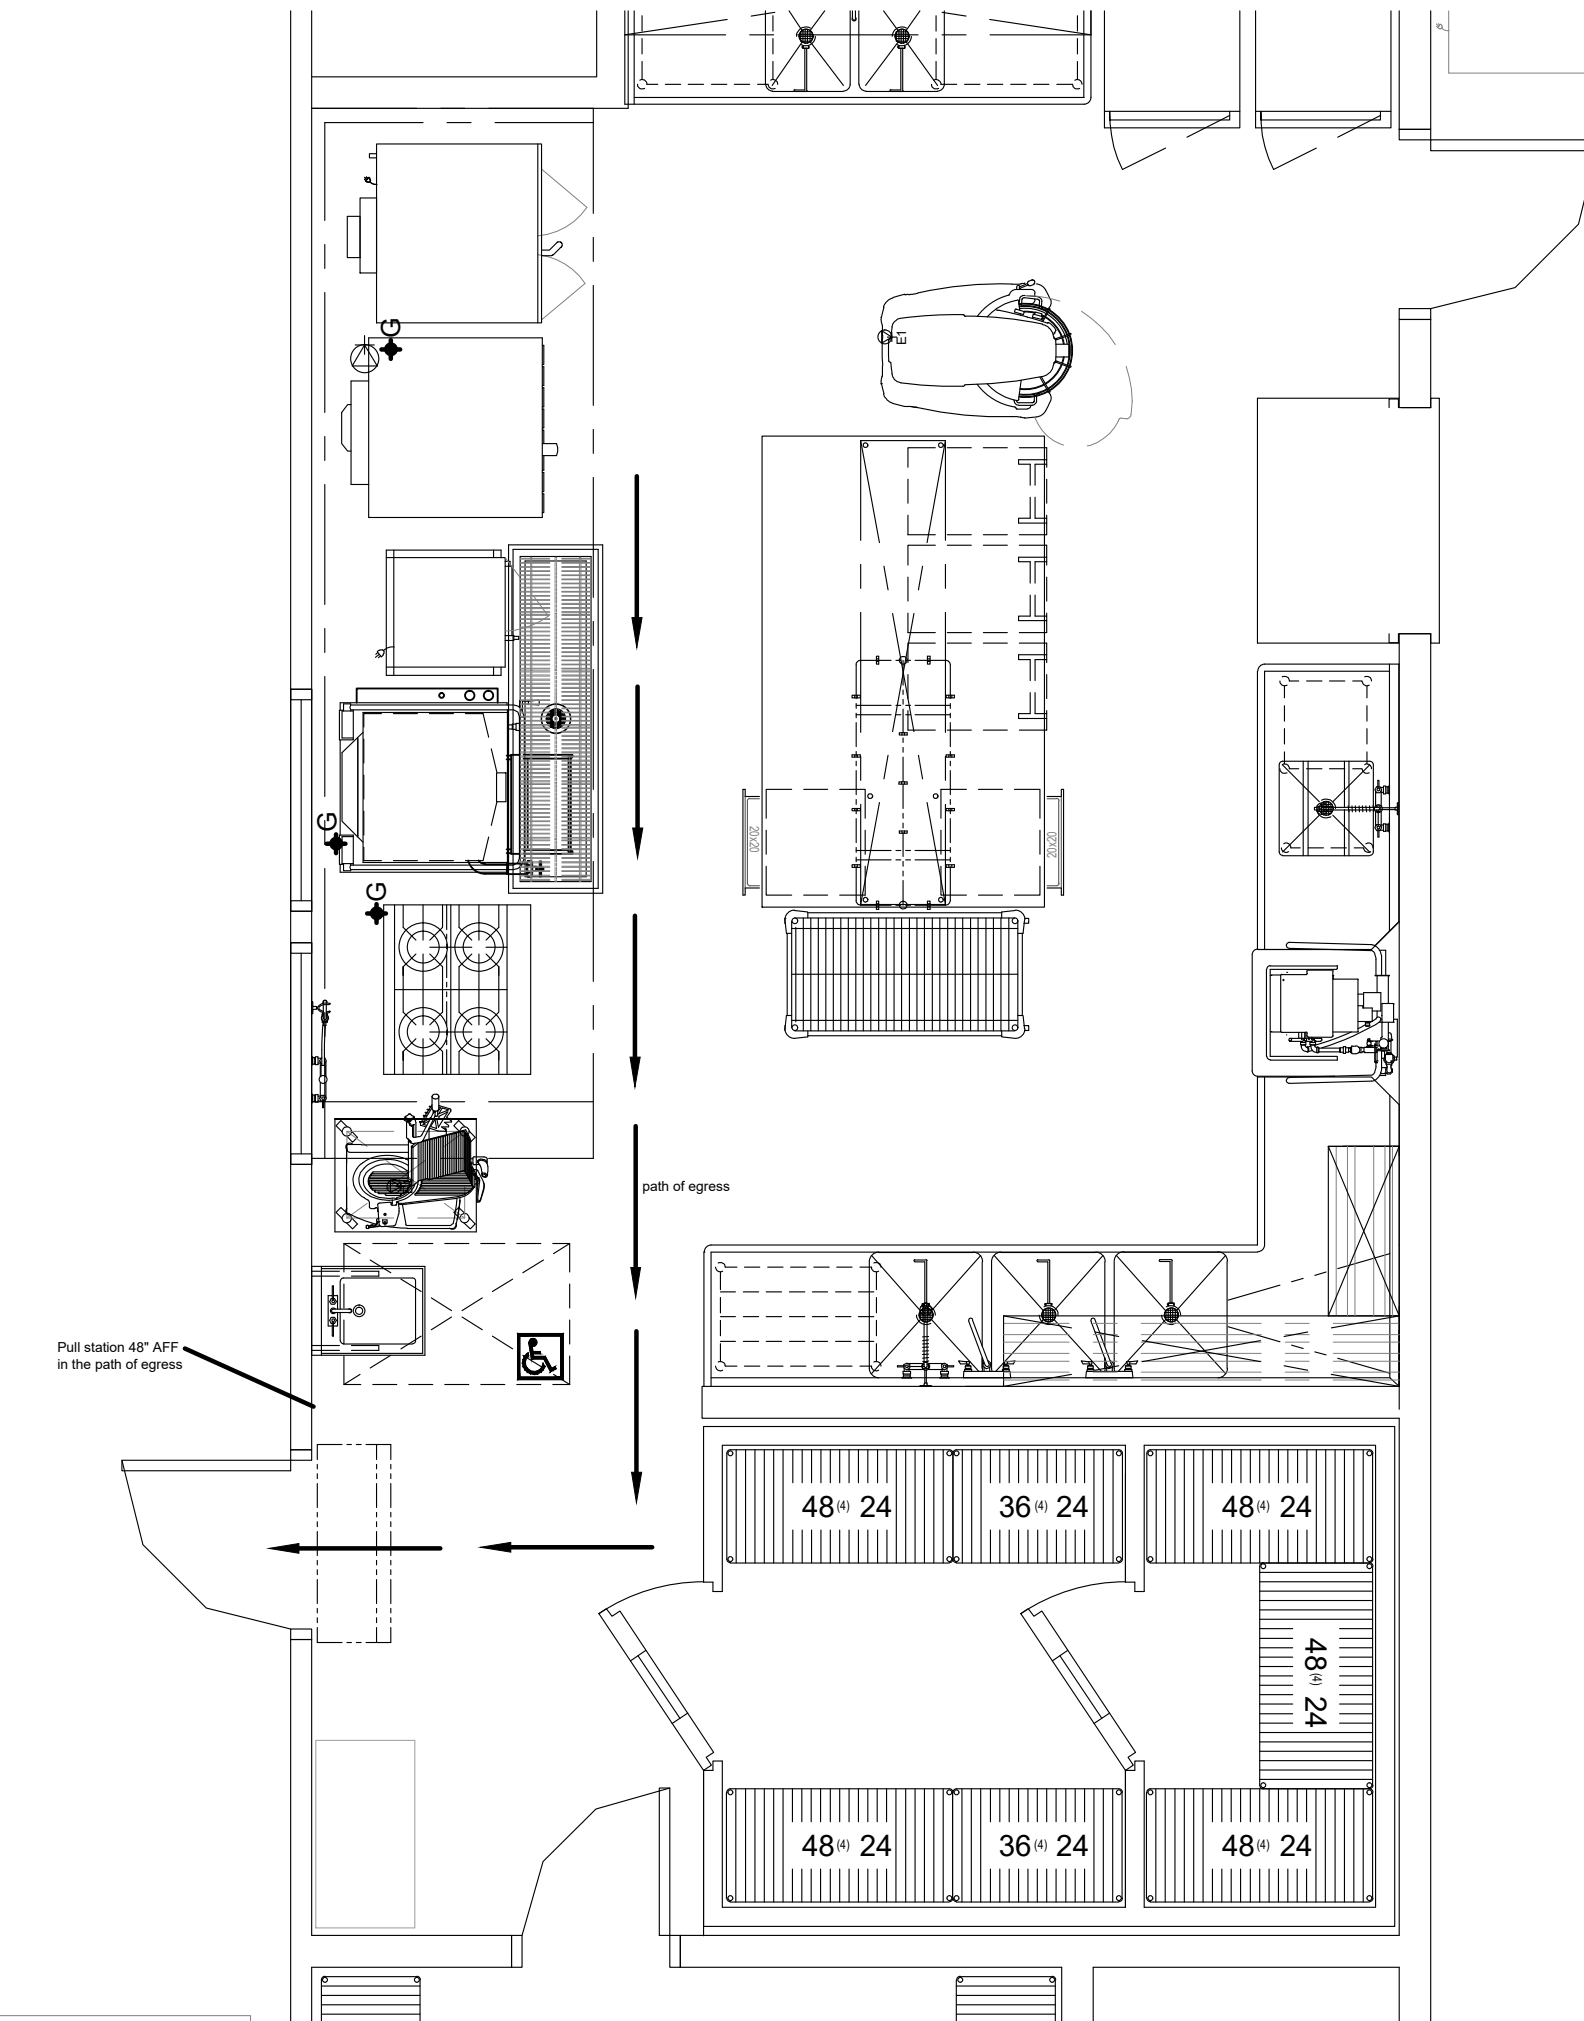 G
E1
G
20x20
20x20
G
path of egress
Pull station 48" AFF
in the path of egress
48 (4) 24
36 (4) 24
48 (4) 24
48 (4) 24
48 (4) 24
36 (4) 24
48 (4) 24